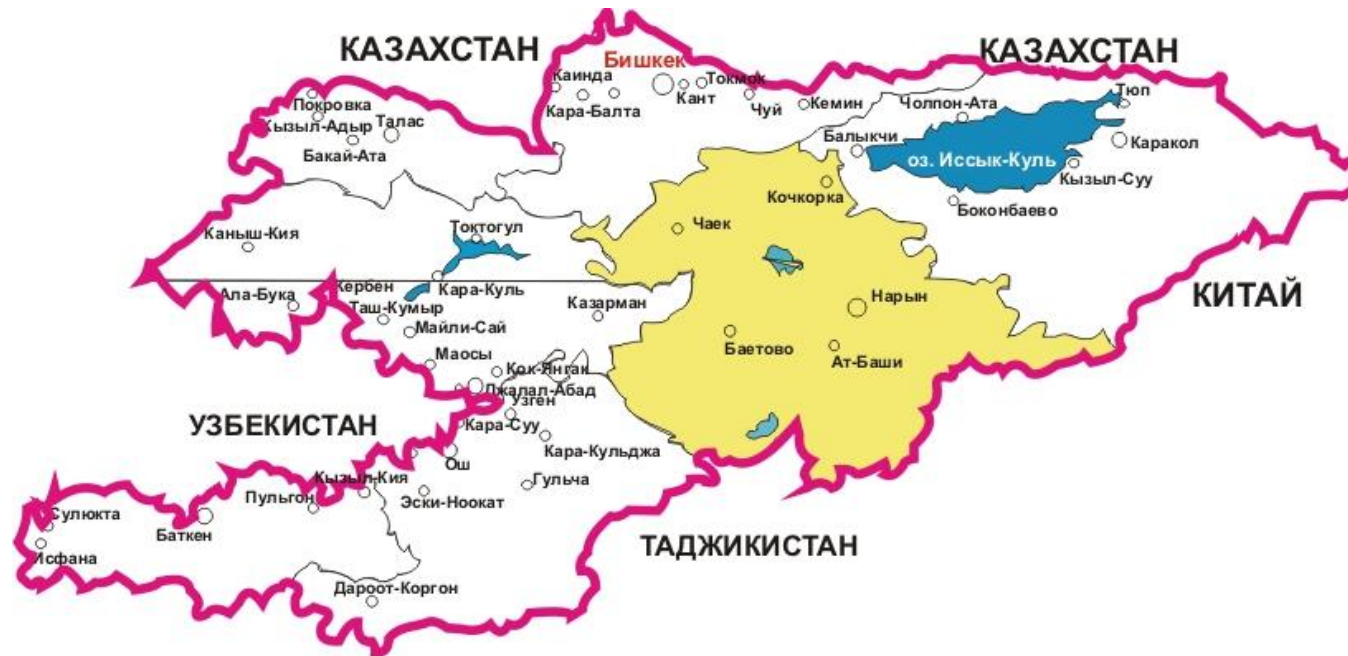 КАЗАХСТАН
КАЗАХСТАН
Бишкек
Каинда
Токмок
Кант
Кара-Балта
Чуй
Кемин
Тюп
Чолпон-Ата
Покровка
Кызыл-Адыр
Талас
Бакай-Ата
Балыкчи
оз. Иссык-Куль
Каракол
Кызыл-Суу
Кочкорка
Боконбаево
Каныш-Кия
Токтогул
Чаек
Кара-Куль
Кербен
Ала-Бука
Таш-Кумыр
Казарман
Нарын
КИТАЙ
Майли-Сай
Баетово
Ат-Баши
Маосы
Кок-Янгак
Джалал-Абад
Узген
УЗБЕКИСТАН
Кара-Суу
Кара-Кульджа
Ош
Кызыл-Кия
Гульча
Пульгон
Эски-Ноокат
Сулюкта
Баткен
Исфана
ТАДЖИКИСТАН
Дароот-Коргон